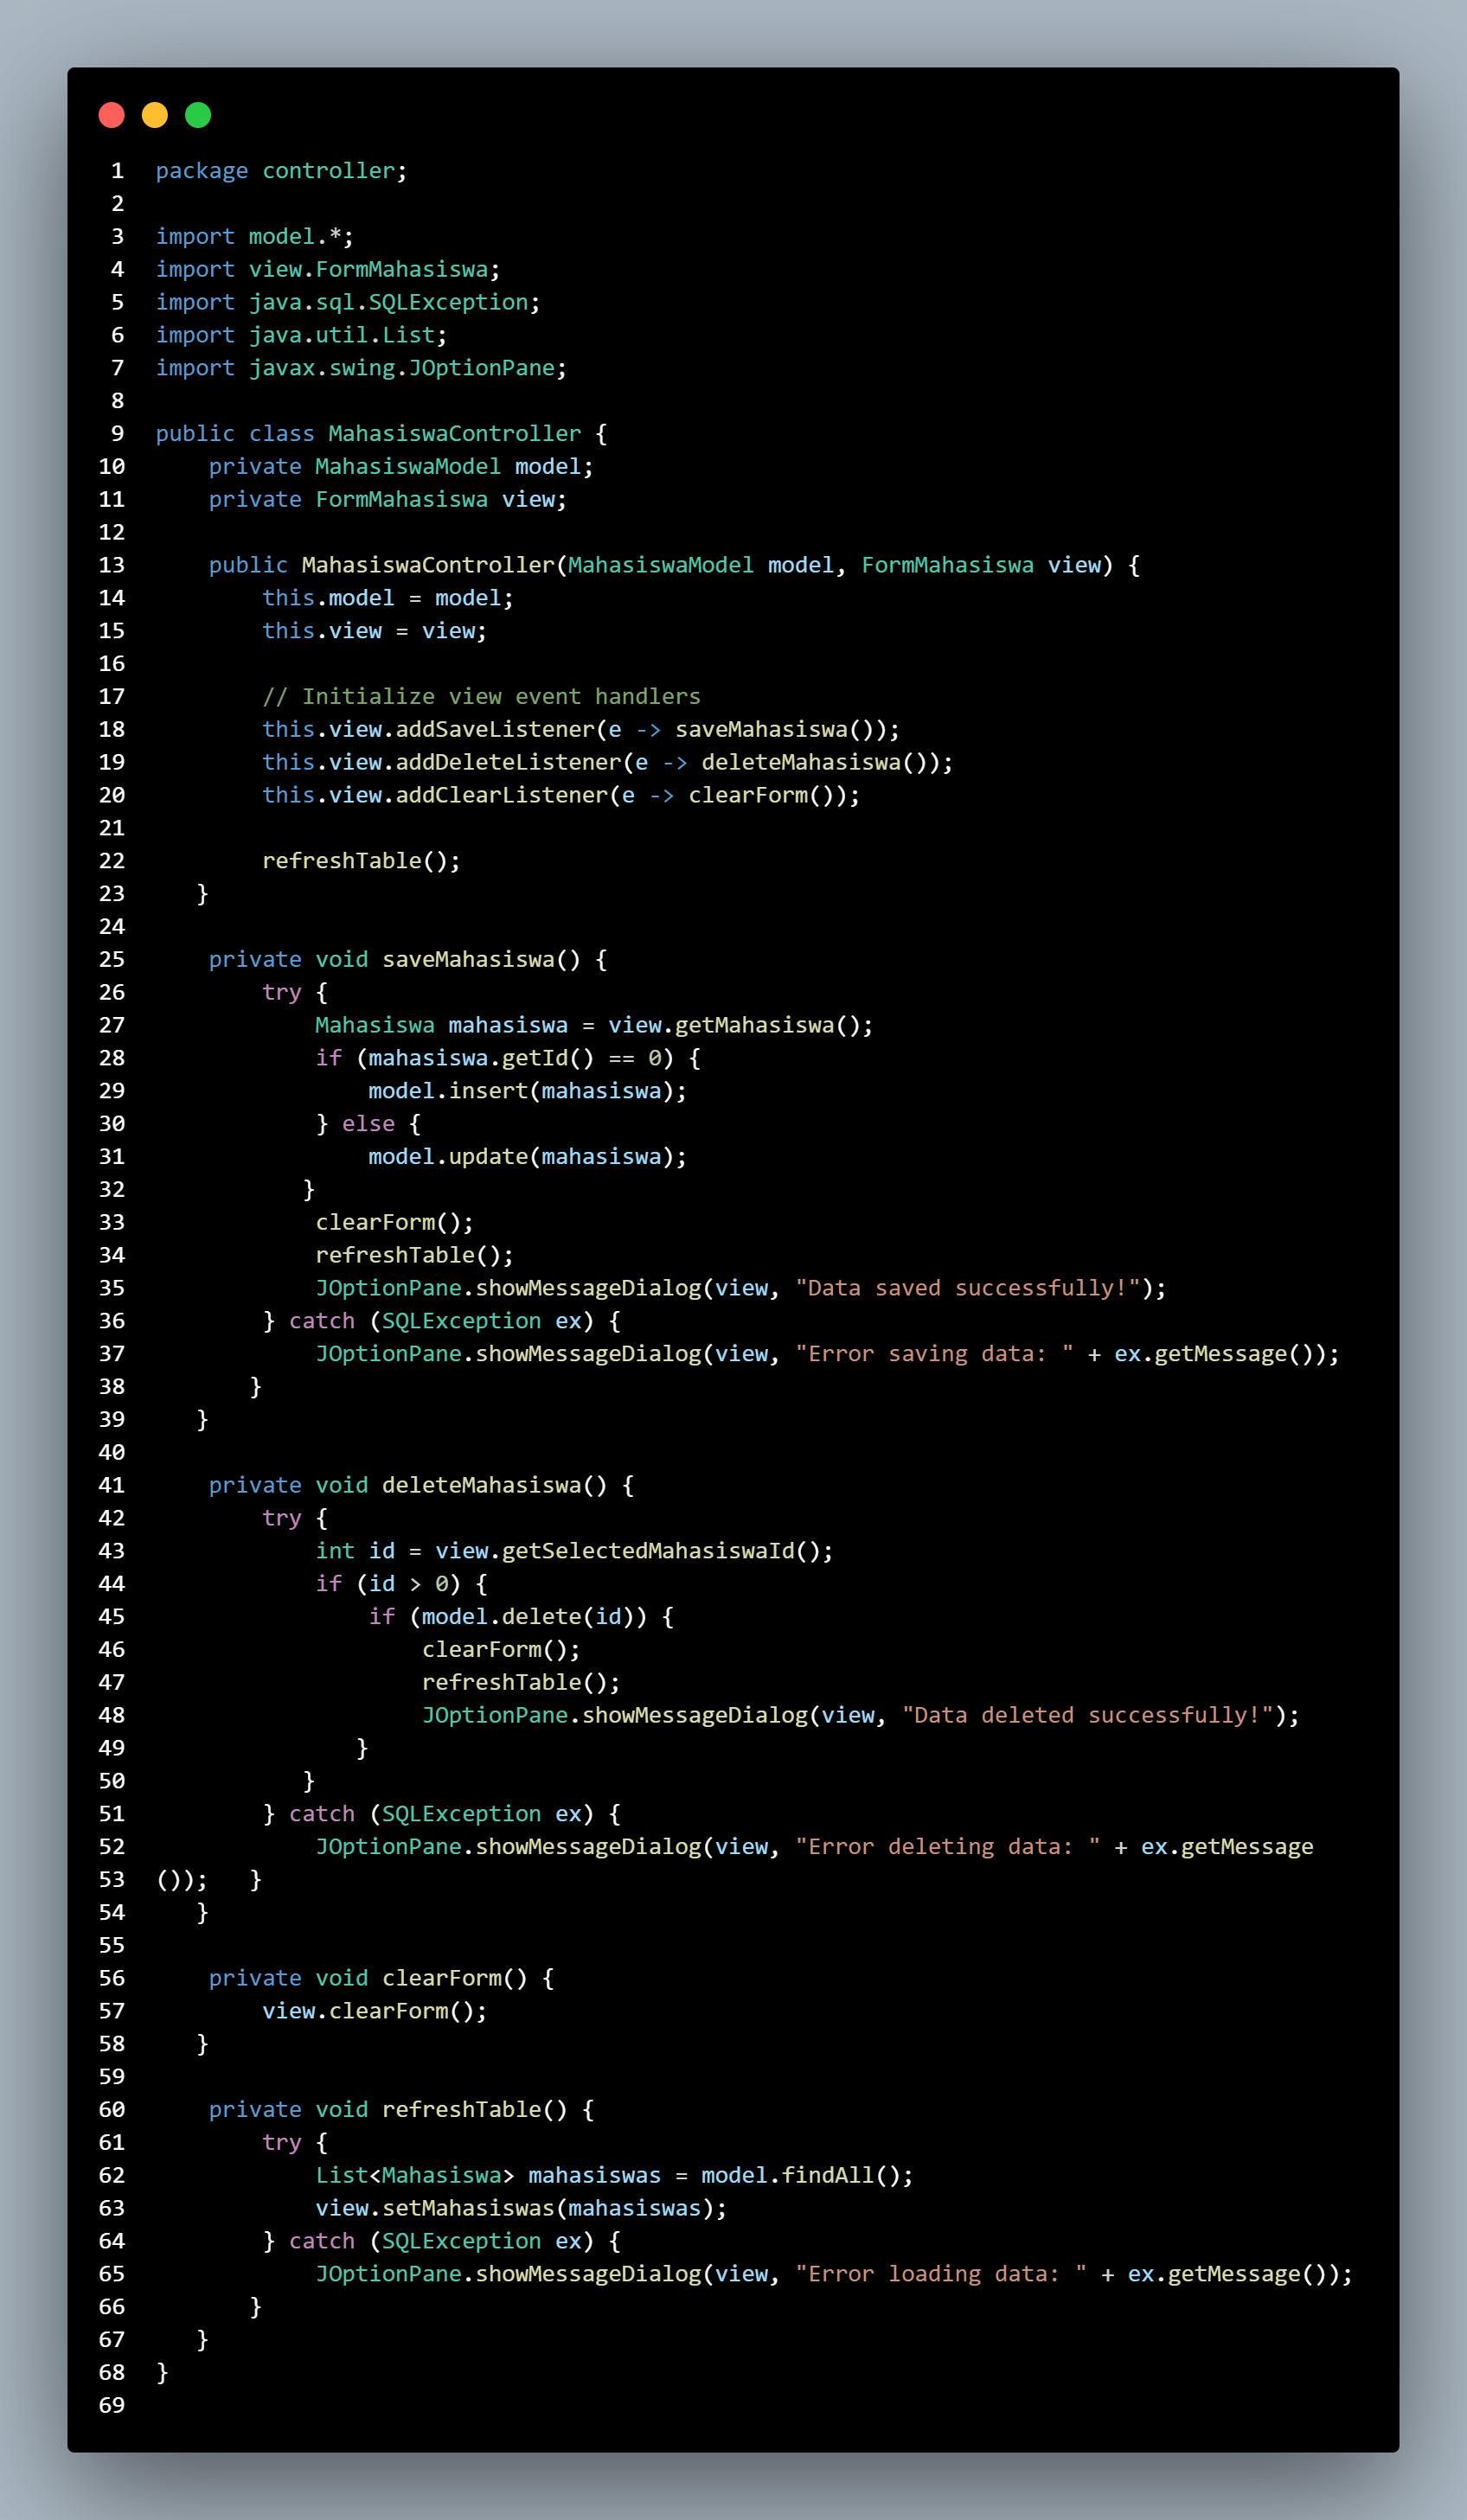 1 package controller;
2
3 import model.*;
4 import view.FormMahasiswa;
5 import java.sql.SQLException;
6 import java.util.List;
7 import javax.swing.JOptionPane;
8
9 public class MahasiswaController {
10     private MahasiswaModel model;
11     private FormMahasiswa view;
12
13     public MahasiswaController(MahasiswaModel model, FormMahasiswa view) {
14         this.model = model;
15         this.view = view;
16
17         // Initialize view event handlers
18         this.view.addSaveListener(e -> saveMahasiswa());
19         this.view.addDeleteListener(e -> deleteMahasiswa());
20         this.view.addClearListener(e -> clearForm());
21
22         refreshTable();
23    }
24
25     private void saveMahasiswa() {
26         try {
27             Mahasiswa mahasiswa = view.getMahasiswa();
28             if (mahasiswa.getId() == 0) {
29                 model.insert(mahasiswa);
30             } else {
31                 model.update(mahasiswa);
32            }
33             clearForm();
34             refreshTable();
35             JOptionPane.showMessageDialog(view, "Data saved successfully!");
36         } catch (SQLException ex) {
37             JOptionPane.showMessageDialog(view, "Error saving data: " + ex.getMessage());
38        }
39    }
40
41     private void deleteMahasiswa() {
42         try {
43             int id = view.getSelectedMahasiswaId();
44             if (id > 0) {
45                 if (model.delete(id)) {
46                     clearForm();
47                     refreshTable();
48                     JOptionPane.showMessageDialog(view, "Data deleted successfully!");
49                }
50            }
51         } catch (SQLException ex) {
52             JOptionPane.showMessageDialog(view, "Error deleting data: " + ex.getMessage
53 ());   }
54    }
55
56     private void clearForm() {
57         view.clearForm();
58    }
59
60     private void refreshTable() {
61         try {
62             List<Mahasiswa> mahasiswas = model.findAll();
63             view.setMahasiswas(mahasiswas);
64         } catch (SQLException ex) {
65             JOptionPane.showMessageDialog(view, "Error loading data: " + ex.getMessage());
66        }
67    }
68 }
69